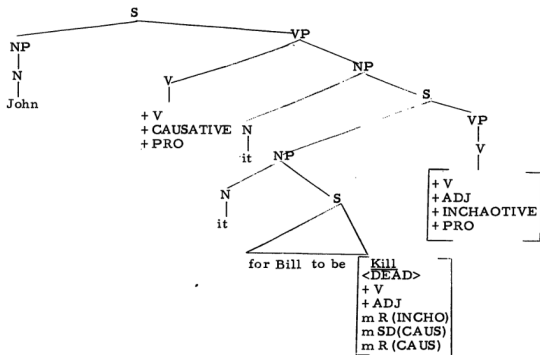 S
NP VP
N V NP
John + V N S
+ CAUSATIVE it NP VP
+ PRO N S V
it + V
+ ADJ
+ INCHAOTIVE
+ PRO
for Bill to be Kill
<DEAD>
+ V
+ ADJ
m R (INCHO)
m SD(CAUS)
m R (CAUS)